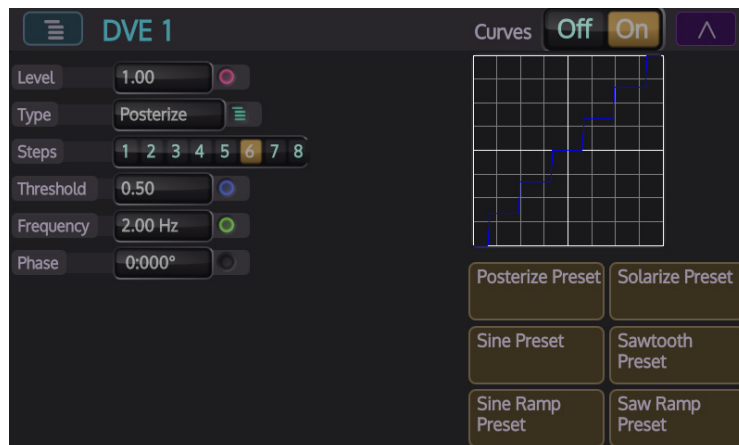 DVE 1
Curves Off On
Level 1.00
Type Posterize
Steps 1 2 3 4 5 6 7 8
Threshold 0.50
Frequency 2.00 Hz
Phase 0:000°
Posterize Preset
Solarize Preset
Sine Preset
Sawtooth
Preset
Sine Ramp
Preset
Saw Ramp
Preset